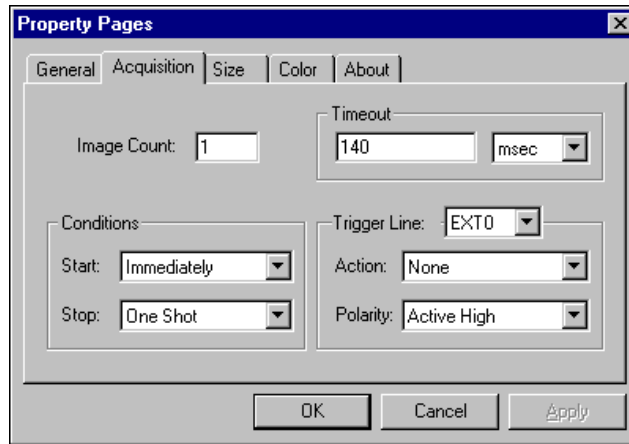 Property Pages
General Acquisition Size Color About
Image Count: 1
Timeout
140 msec
Conditions
Start: Immediately
Stop: One Shot
Trigger Line: EXT0
Action: None
Polarity: Active High
OK Cancel Apply